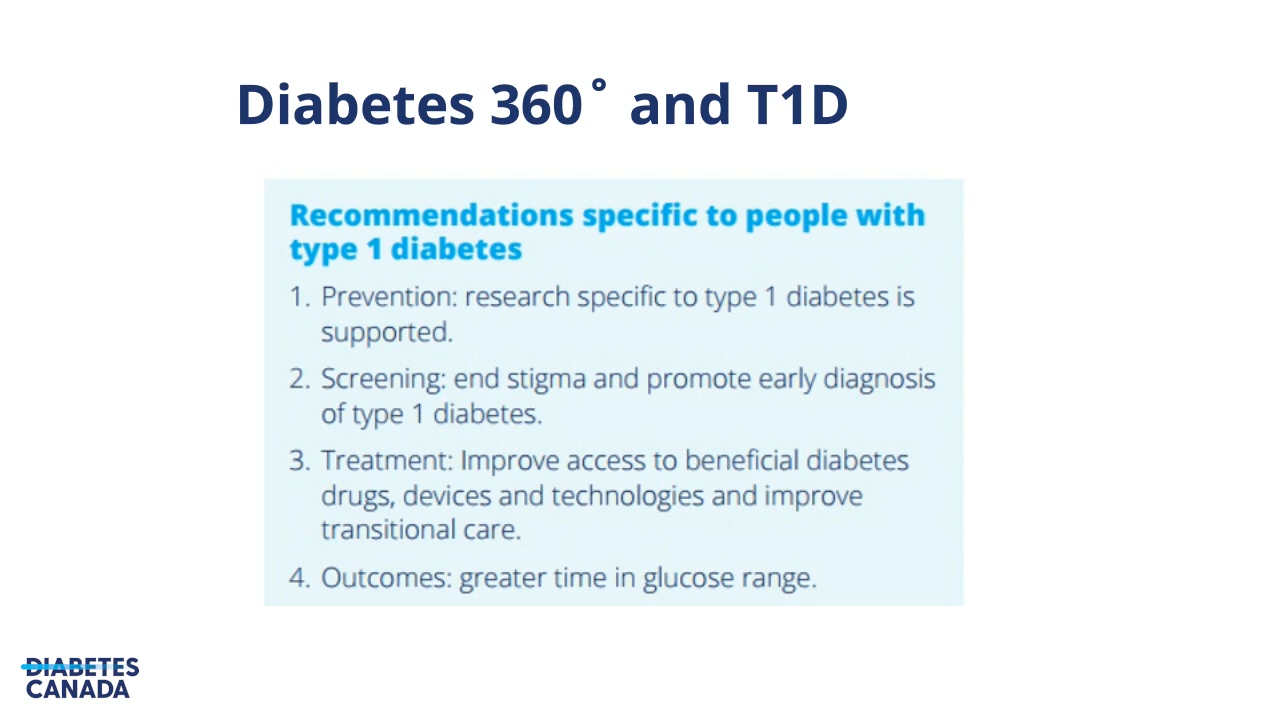 Diabetes 360˚ and T1D
Recommendations specific to people with
type 1 diabetes
1. Prevention: research specific to type 1 diabetes is
supported.
2. Screening: end stigma and promote early diagnosis
of type 1 diabetes.
3. Treatment: Improve access to beneficial diabetes
drugs, devices and technologies and improve
transitional care.
4. Outcomes: greater time in glucose range.
DIABETES
CANADA